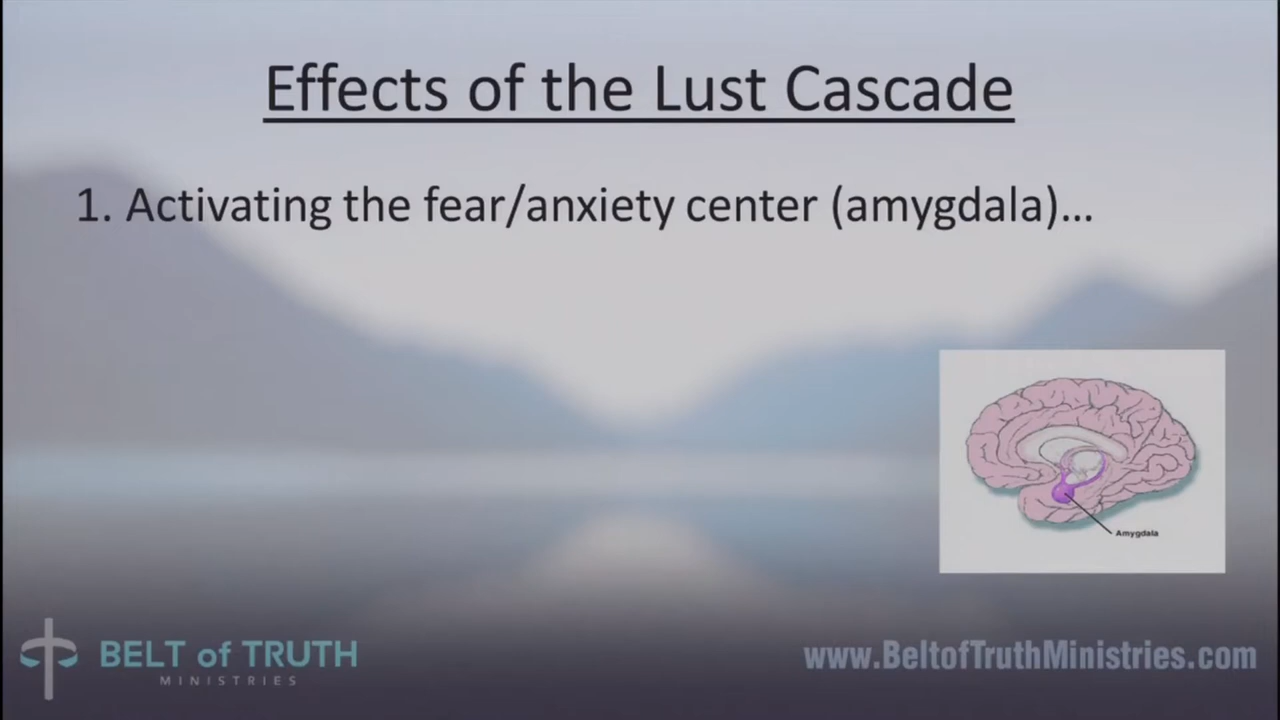 Effects of the Lust Cascade
1. Activating the fear/anxiety center (amygdala)...
Amygdala
BELT of TRUTH
MINISTRIES
www.BeltofTruthMinistries.com